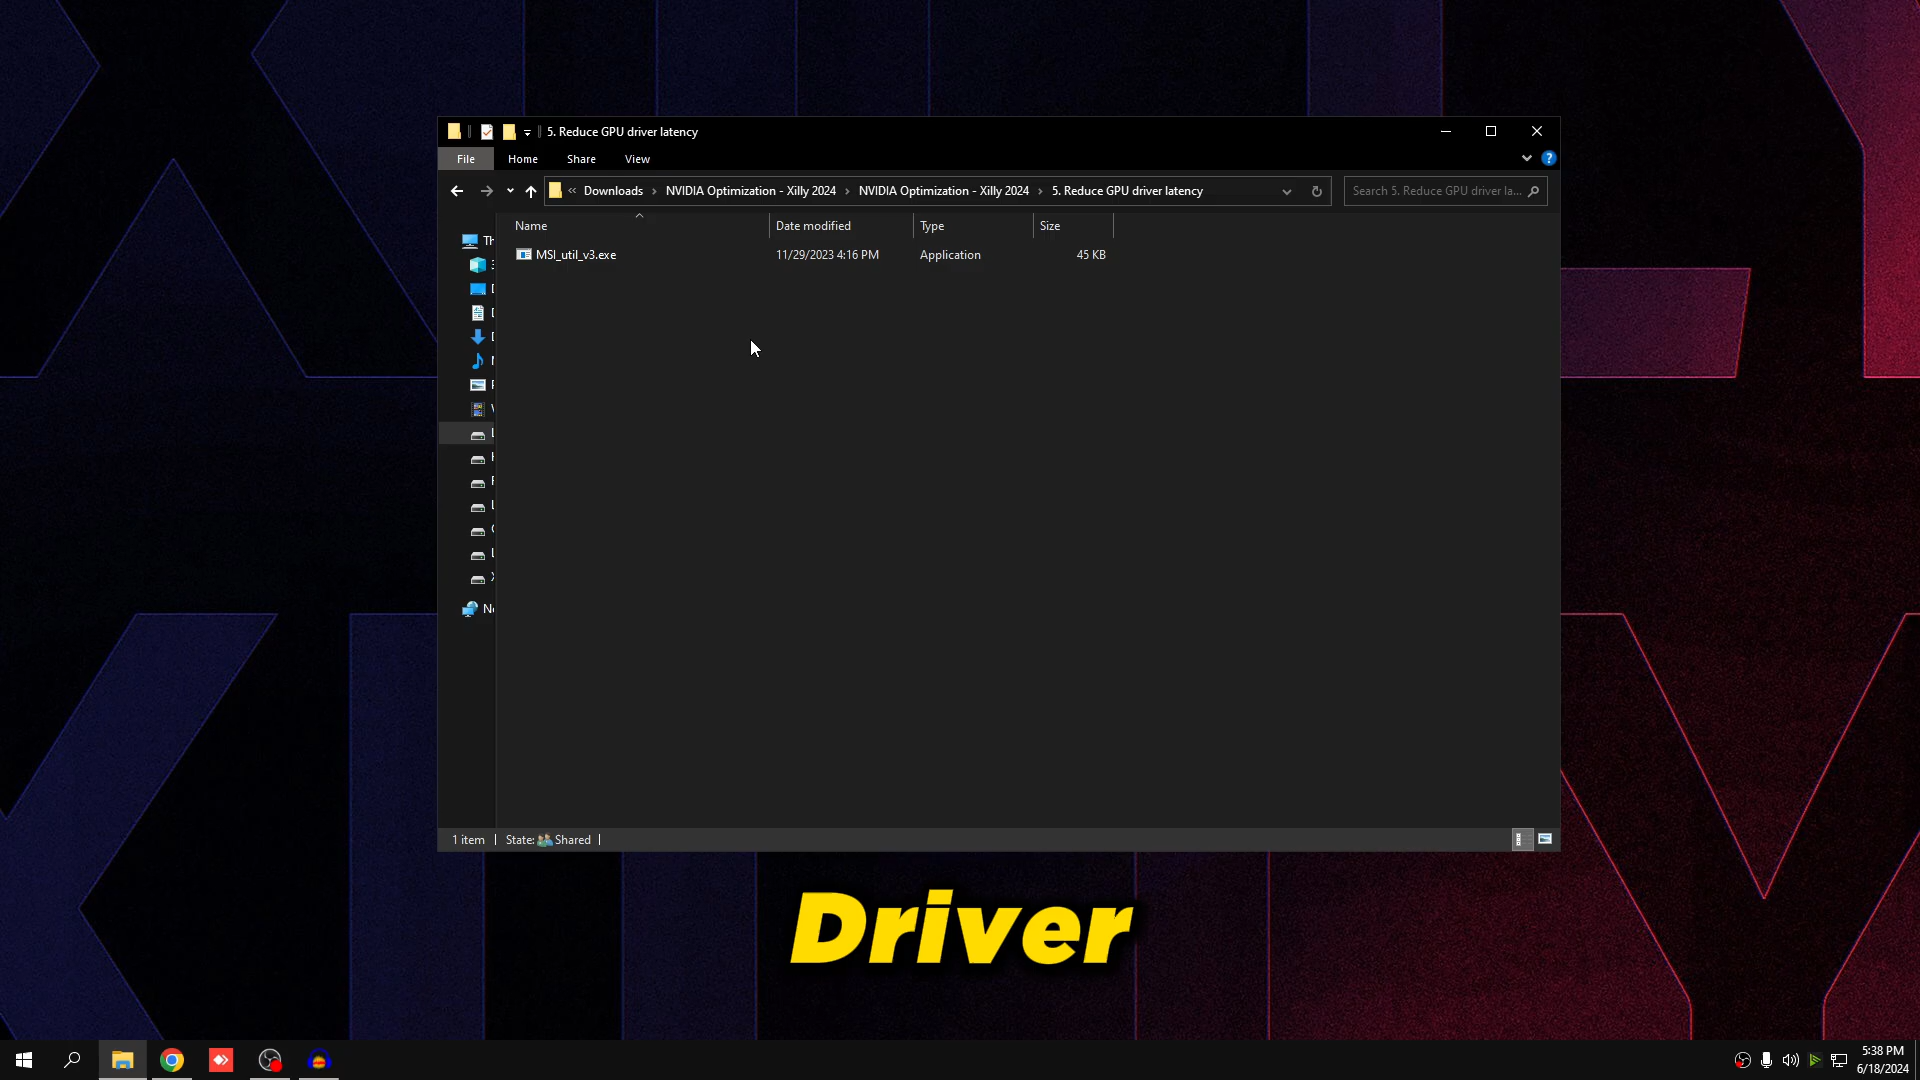 5. Reduce GPU driver latency
File Home Share View
« Downloads › NVIDIA Optimization - Xilly 2024 › NVIDIA Optimization - Xilly 2024 › 5. Reduce GPU driver latency
Search 5. Reduce GPU driver la...
Name Date modified Type Size
MSI_util_v3.exe 11/29/2023 4:16 PM Application 45 KB
1 item State: Shared
Driver
5:38 PM
6/18/2024